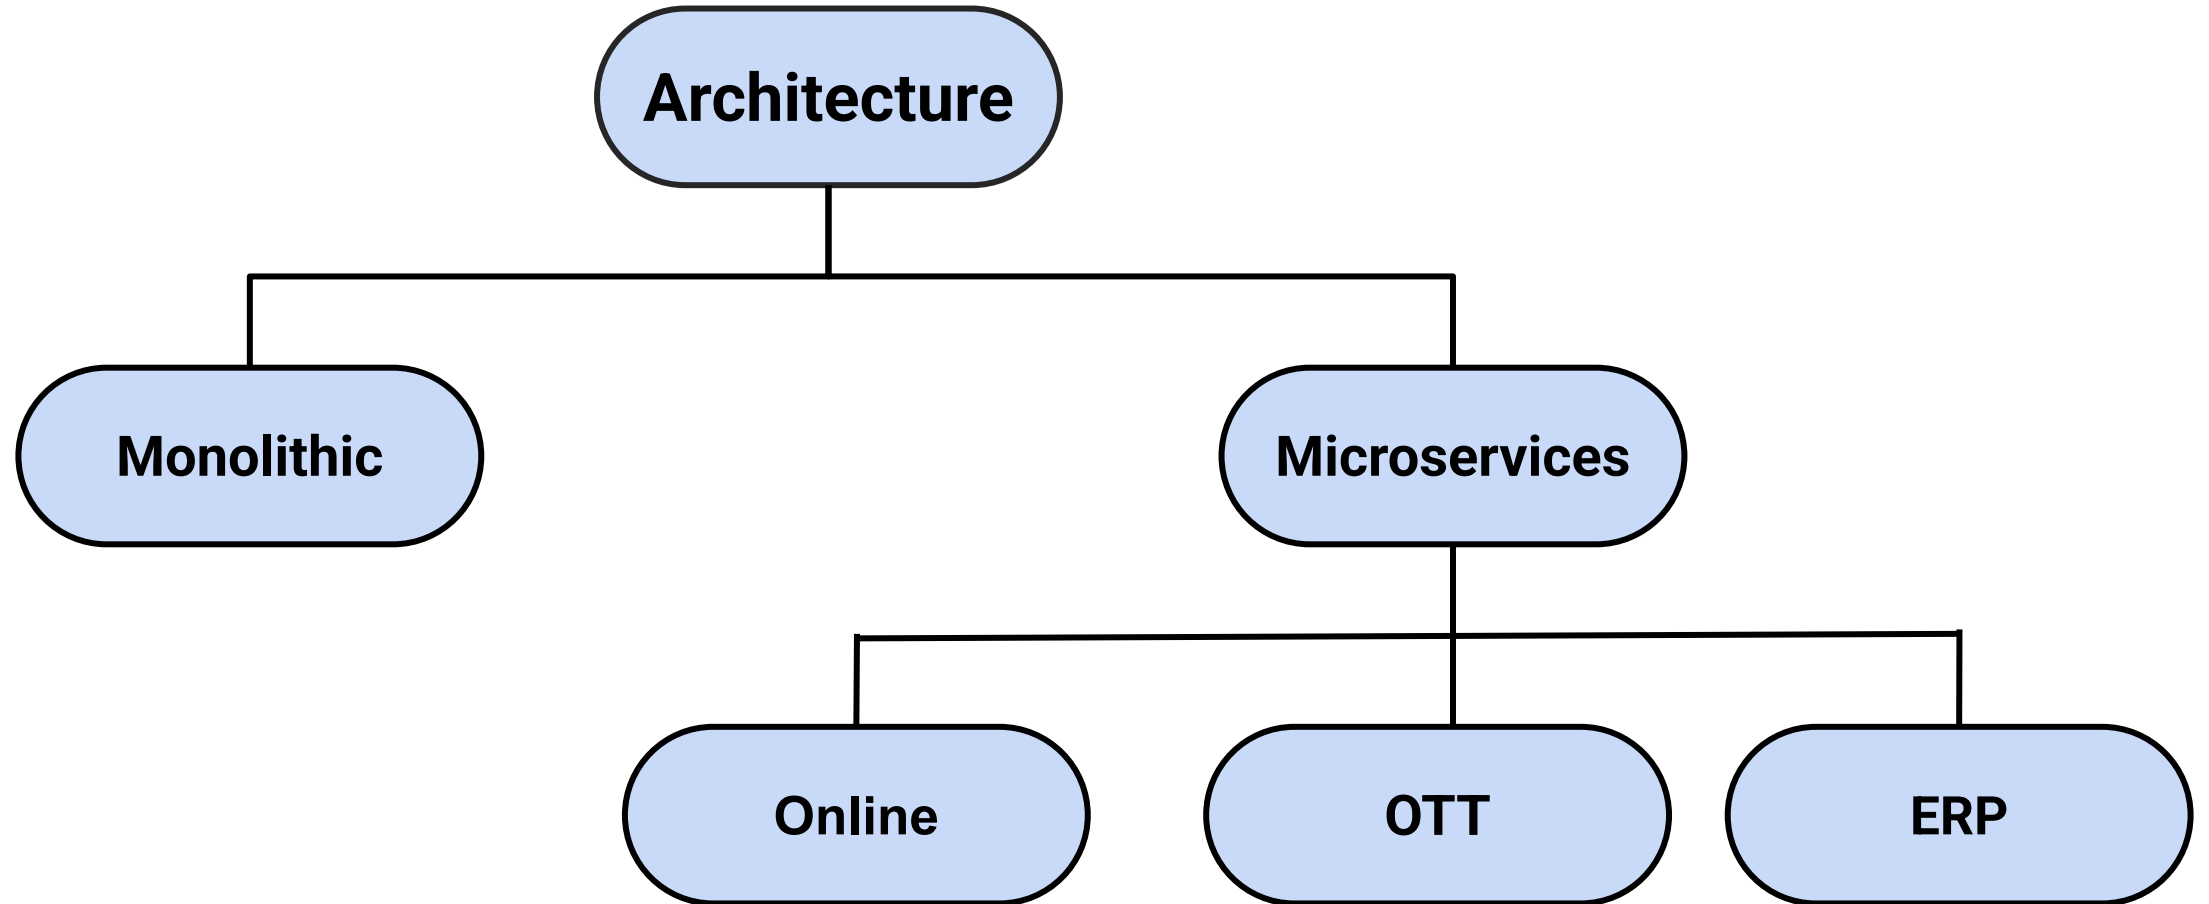 Architecture
Monolithic
Microservices
Online
OTT
ERP